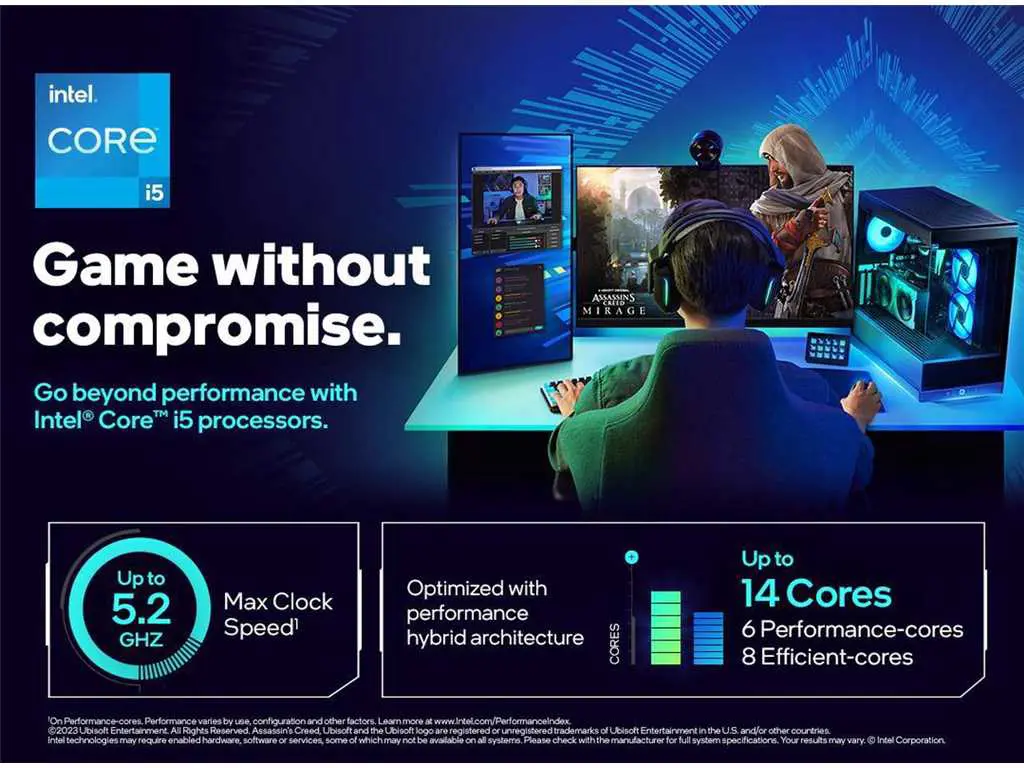 intel.
CORE™
i5
Game without
compromise.
Go beyond performance with
Intel® Core™ i5 processors.
A UBISOFT ORIGINAL
ASSASSIN'S
CREED
MIRAGE
Up to
5.2
GHZ
Max Clock
Speed¹
Optimized with
performance
hybrid architecture
CORES
+
Up to
14 Cores
6 Performance-cores
8 Efficient-cores
¹On Performance-cores. Performance varies by use, configuration and other factors. Learn more at www.Intel.com/PerformanceIndex.
©2023 Ubisoft Entertainment. All Rights Reserved. Assassin's Creed, Ubisoft and the Ubisoft logo are registered or unregistered trademarks of Ubisoft Entertainment in the U.S. and/or other countries.
Intel technologies may require enabled hardware, software or services, some of which may not be available on all systems. Please check with the manufacturer for full system specifications. Your results may vary. © Intel Corporation.